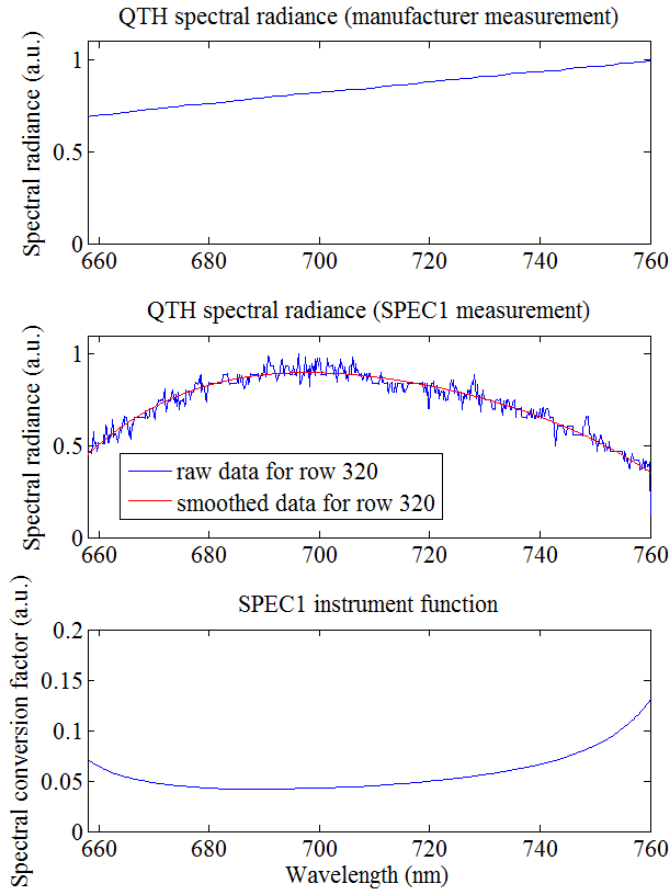 QTH spectral radiance (manufacturer measurement)
Spectral radiance (a.u.)
1
0.5
0
660 680 700 720 740 760
QTH spectral radiance (SPEC1 measurement)
Spectral radiance (a.u.)
1
0.5
0
raw data for row 320
smoothed data for row 320
660 680 700 720 740 760
SPEC1 instrument function
Spectral conversion factor (a.u.)
0.2
0.15
0.1
0.05
0
660 680 700 720 740 760
Wavelength (nm)